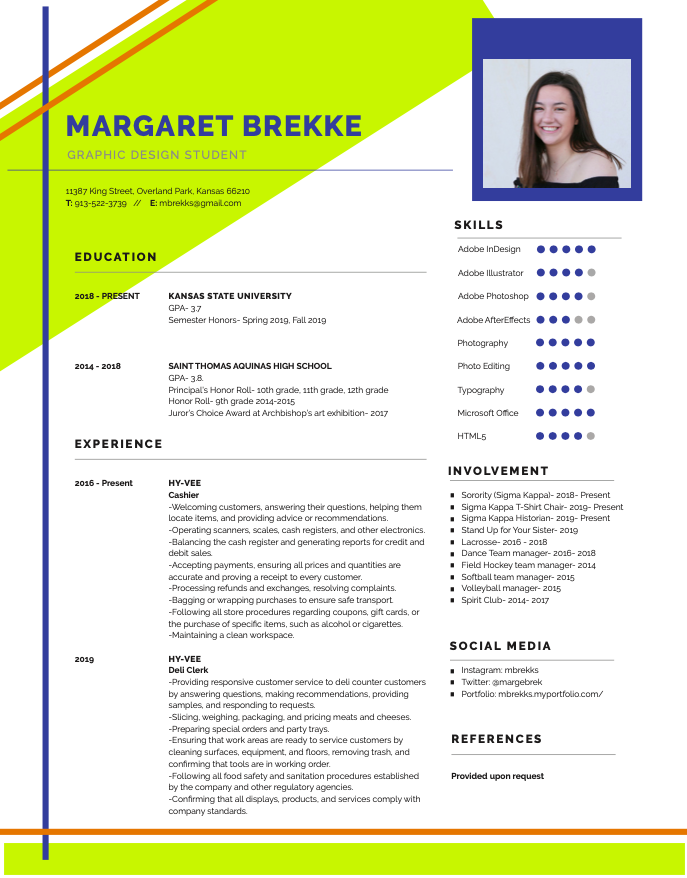 MARGARET BREKKE
GRAPHIC DESIGN STUDENT
11387 King Street, Overland Park, Kansas 66210
T: 913-522-3739 // E: mbrekks@gmail.com
EDUCATION
2018 - PRESENT
KANSAS STATE UNIVERSITY
GPA- 3.7
Semester Honors- Spring 2019, Fall 2019
2014 - 2018
SAINT THOMAS AQUINAS HIGH SCHOOL
GPA- 3.8.
Principal's Honor Roll- 10th grade, 11th grade, 12th grade
Honor Roll- 9th grade 2014-2015
Juror's Choice Award at Archbishop's art exhibition- 2017
EXPERIENCE
2016 - Present
HY-VEE
Cashier
-Welcoming customers, answering their questions, helping them
locate items, and providing advice or recommendations.
-Operating scanners, scales, cash registers, and other electronics.
-Balancing the cash register and generating reports for credit and
debit sales.
-Accepting payments, ensuring all prices and quantities are
accurate and proving a receipt to every customer.
-Processing refunds and exchanges, resolving complaints.
-Bagging or wrapping purchases to ensure safe transport.
-Following all store procedures regarding coupons, gift cards, or
the purchase of specific items, such as alcohol or cigarettes.
-Maintaining a clean workspace.
2019
HY-VEE
Deli Clerk
-Providing responsive customer service to deli counter customers
by answering questions, making recommendations, providing
samples, and responding to requests.
-Slicing, weighing, packaging, and pricing meats and cheeses.
-Preparing special orders and party trays.
-Ensuring that work areas are ready to service customers by
cleaning surfaces, equipment, and floors, removing trash, and
confirming that tools are in working order.
-Following all food safety and sanitation procedures established
by the company and other regulatory agencies.
-Confirming that all displays, products, and services comply with
company standards.
SKILLS
Adobe InDesign
Adobe Illustrator
Adobe Photoshop
Adobe AfterEffects
Photography
Photo Editing
Typography
Microsoft Office
HTML5
INVOLVEMENT
Sorority (Sigma Kappa)- 2018- Present
Sigma Kappa T-Shirt Chair- 2019- Present
Sigma Kappa Historian- 2019- Present
Stand Up for Your Sister- 2019
Lacrosse- 2016 - 2018
Dance Team manager- 2016- 2018
Field Hockey team manager- 2014
Softball team manager- 2015
Volleyball manager- 2015
Spirit Club- 2014- 2017
SOCIAL MEDIA
Instagram: mbrekks
Twitter: @margebrek
Portfolio: mbrekks.myportfolio.com/
REFERENCES
Provided upon request